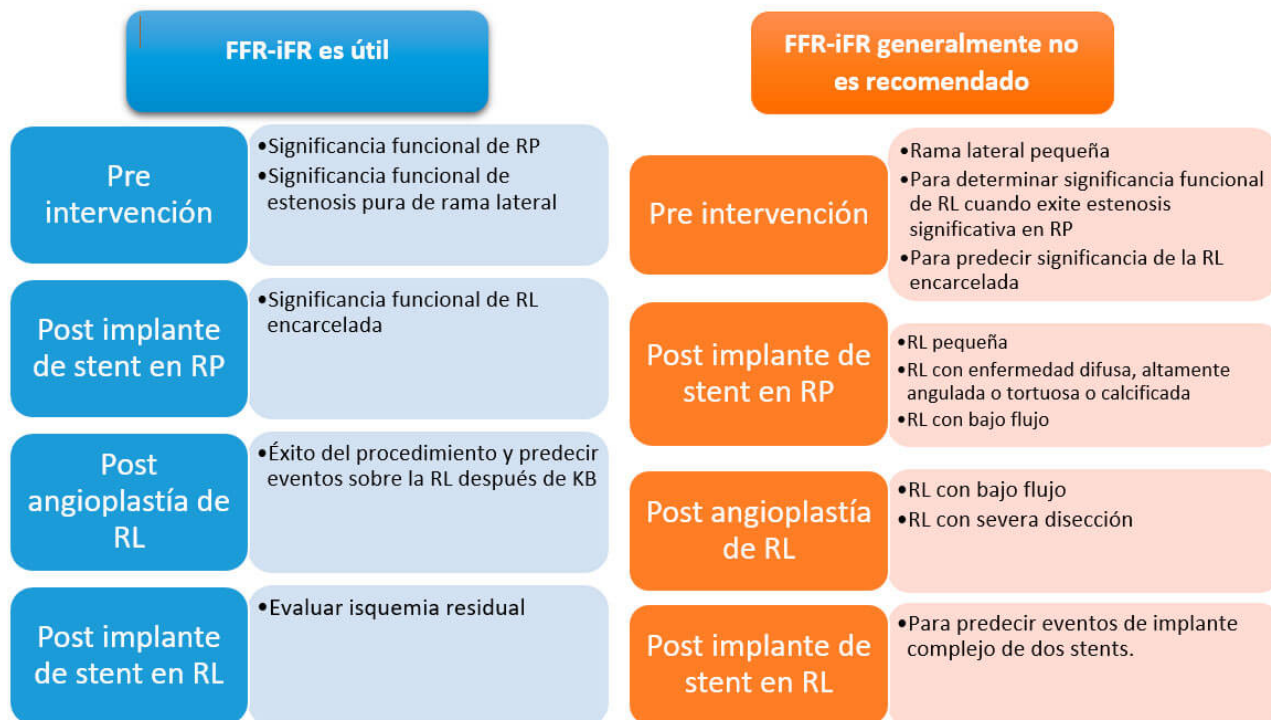 FFR-iFR es útil
Pre
intervención
•Significancia funcional de RP
•Significancia funcional de
estenosis pura de rama lateral
Post implante
de stent en RP
•Significancia funcional de RL
encarcelada
Post
angioplastía de
RL
•Éxito del procedimiento y predecir
eventos sobre la RL después de KB
Post implante
de stent en RL
•Evaluar isquemia residual
FFR-iFR generalmente no
es recomendado
Pre intervención
•Rama lateral pequeña
•Para determinar significancia funcional
de RL cuando exite estenosis
significativa en RP
•Para predecir significancia de la RL
encarcelada
Post implante de
stent en RP
•RL pequeña
•RL con enfermedad difusa, altamente
angulada o tortuosa o calcificada
•RL con bajo flujo
Post angioplastía
de RL
•RL con bajo flujo
•RL con severa disección
Post implante de
stent en RL
•Para predecir eventos de implante
complejo de dos stents.